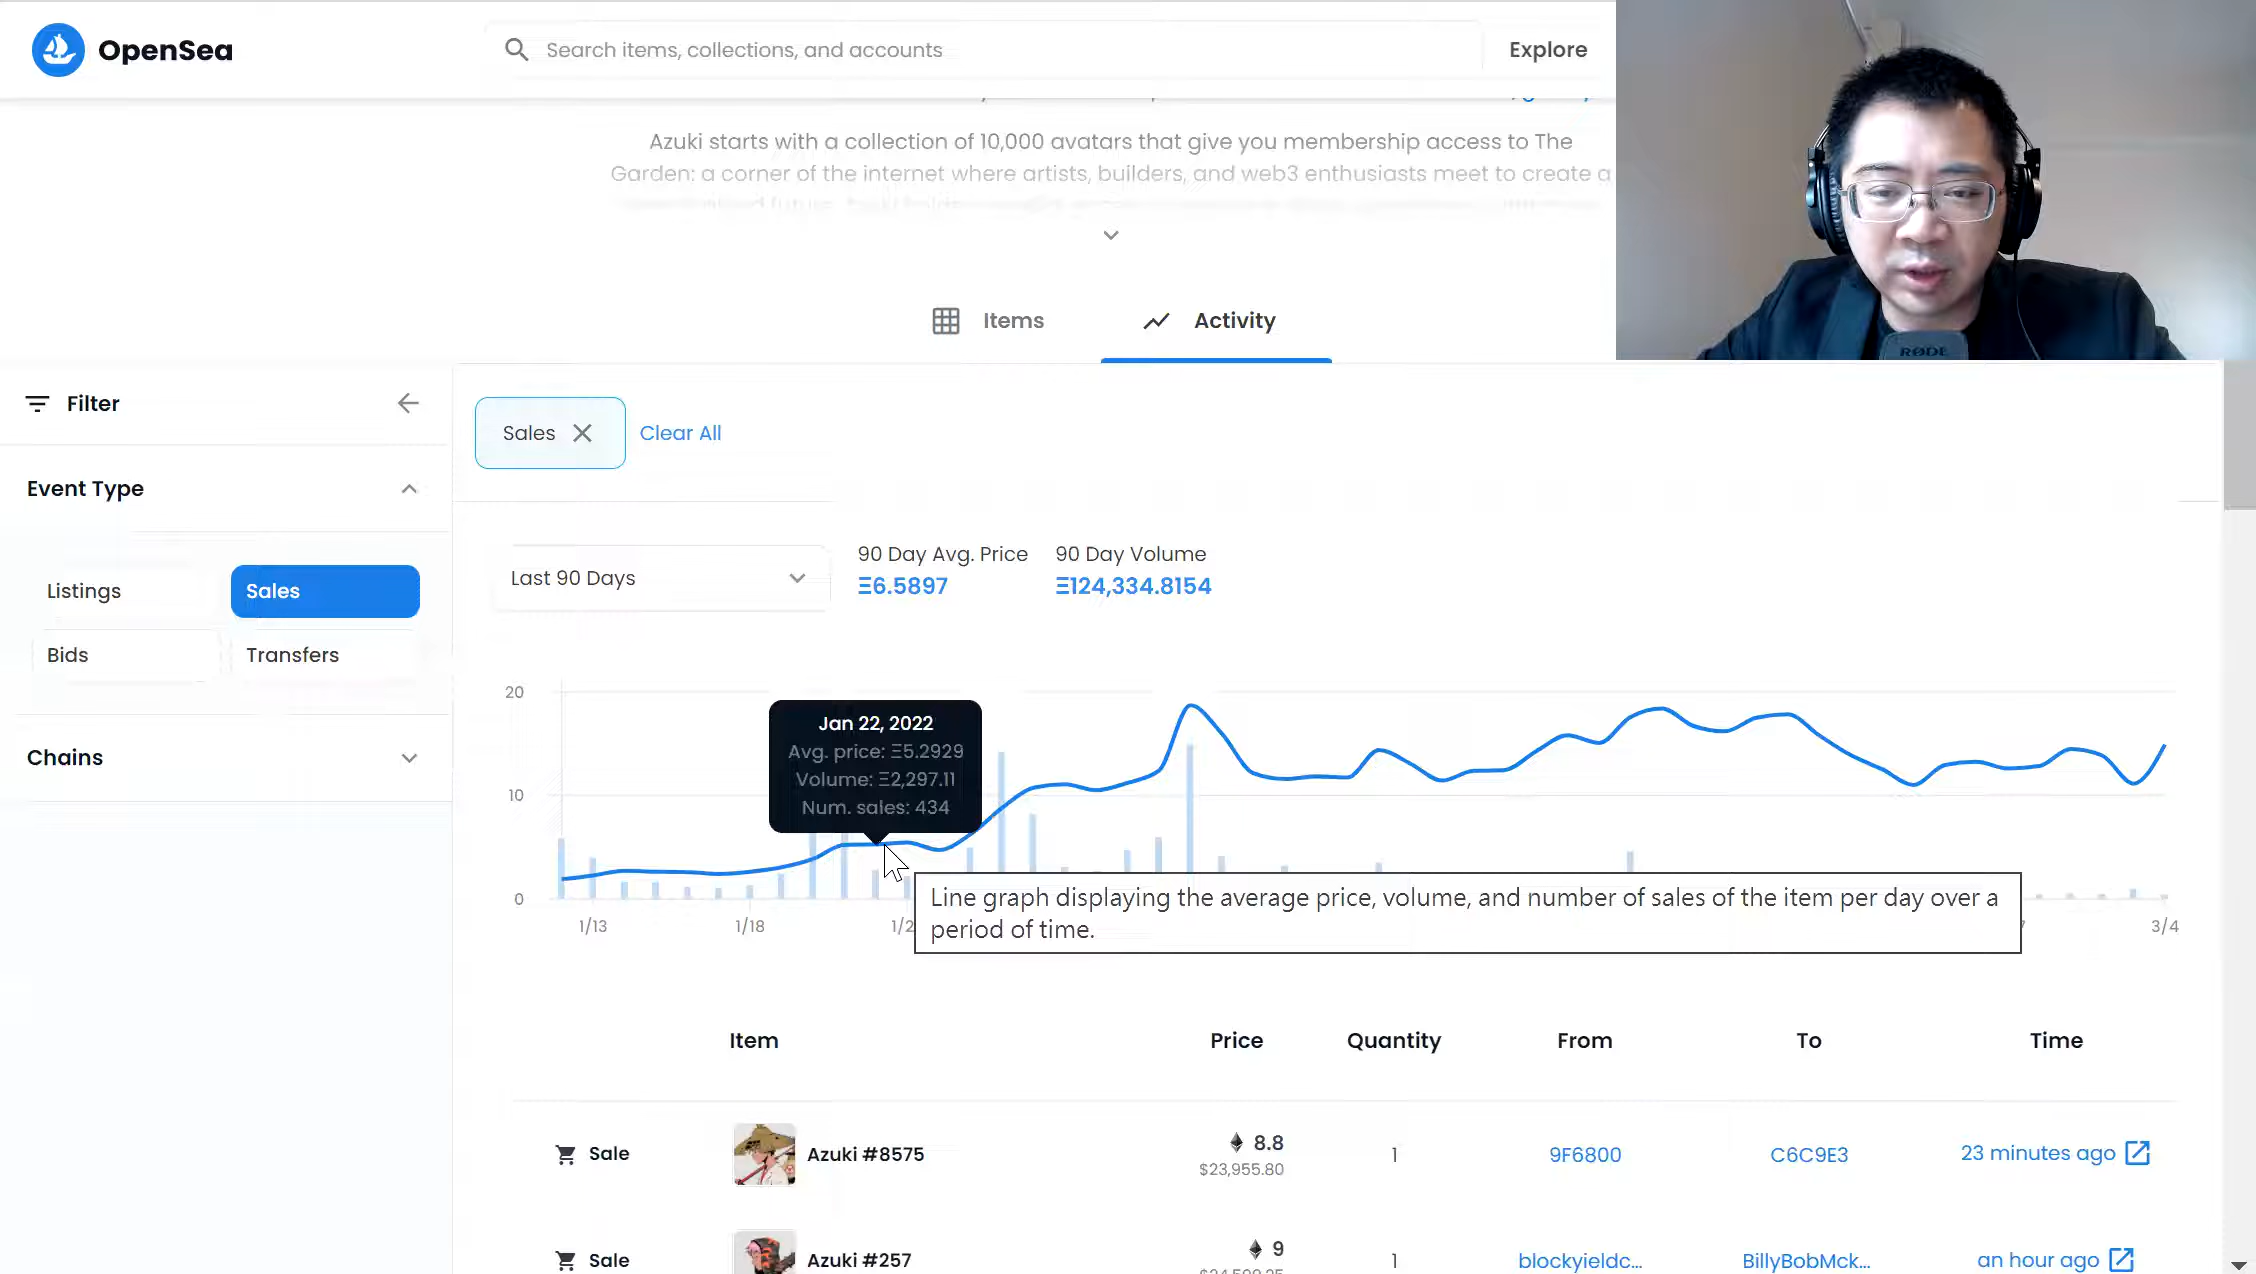 OpenSea
Search items, collections, and accounts
Explore
Azuki starts with a collection of 10,000 avatars that give you membership access to The
Garden: a corner of the internet where artists, builders, and web3 enthusiasts meet to create a
Items
Activity
RØDE
Filter
Sales
Clear All
Event Type
Listings
Sales
Bids
Transfers
Chains
Last 90 Days
90 Day Avg. Price
Ξ6.5897
90 Day Volume
Ξ124,334.8154
20
10
0
Jan 22, 2022
Avg. price: Ξ5.2929
Volume: Ξ2,297.11
Num. sales: 434
1/13
1/18
1/2
3/4
Line graph displaying the average price, volume, and number of sales of the item per day over a
period of time.
Item
Price
Quantity
From
To
Time
Sale
Azuki #8575
8.8
$23,955.80
1
9F6800
C6C9E3
23 minutes ago
Sale
Azuki #257
9
1
blockyieldc...
BillyBobMck...
an hour ago